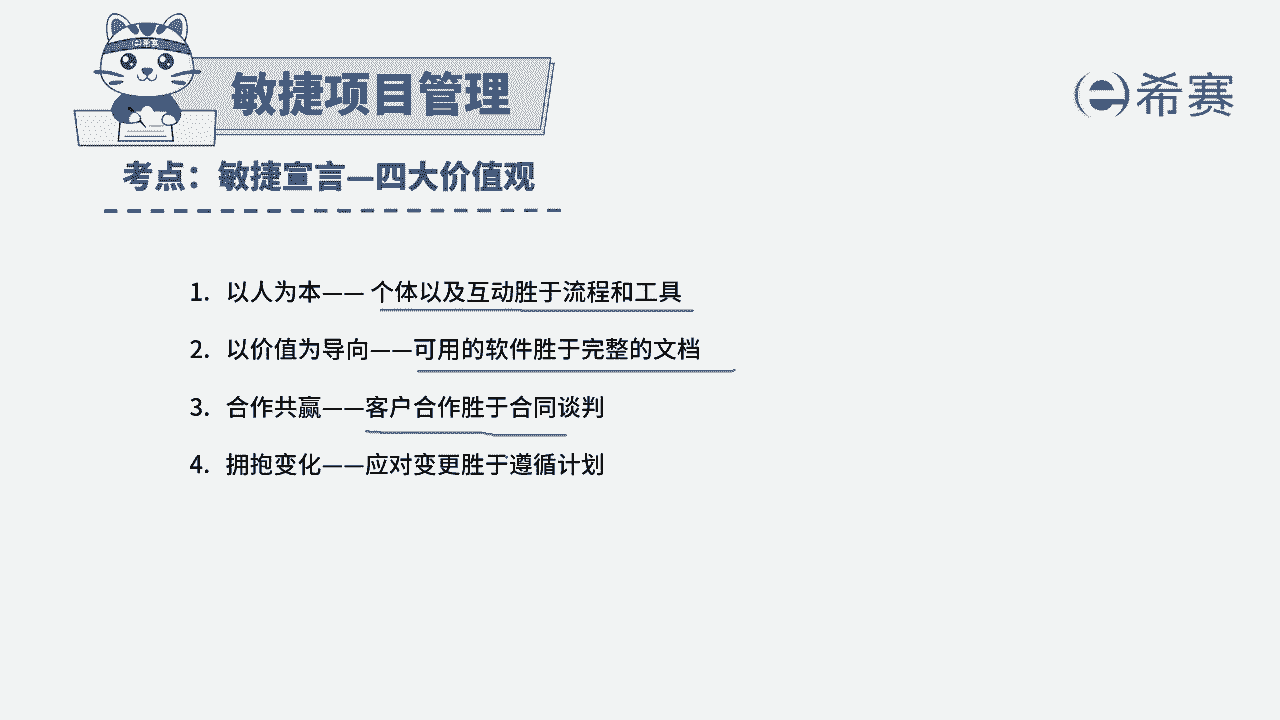 希赛
敏捷项目管理
希赛
考点：敏捷宣言—四大价值观
1. 以人为本—— 个体以及互动胜于流程和工具
2. 以价值为导向——可用的软件胜于完整的文档
3. 合作共赢——客户合作胜于合同谈判
4. 拥抱变化——应对变更胜于遵循计划